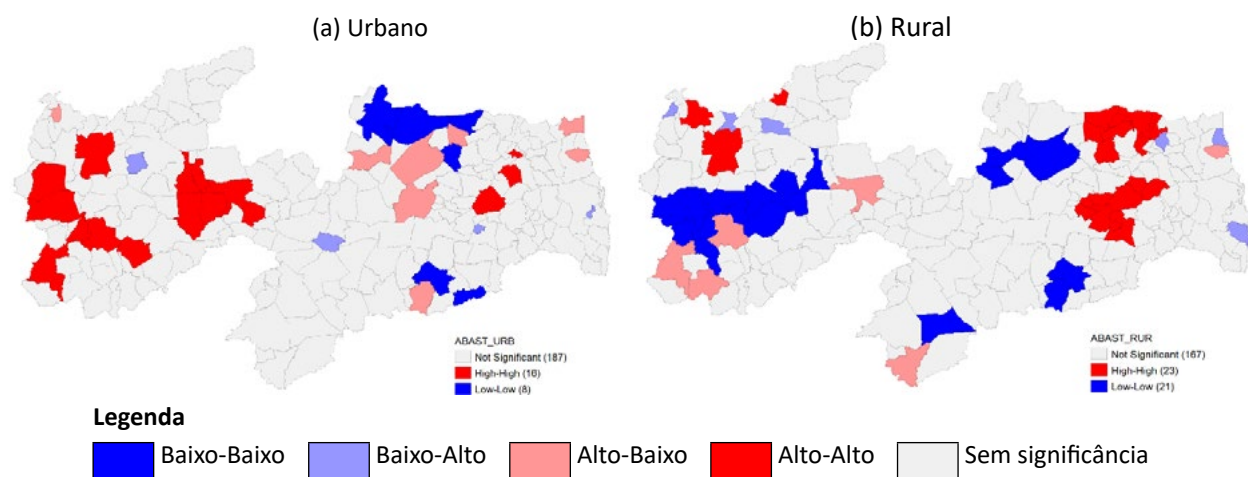 (a) Urbano
(b) Rural
ABAST_URB
Not Significant (187)
High-High (16)
Low-Low (8)
ABAST_RUR
Not Significant (167)
High-High (23)
Low-Low (21)
Legenda
Baixo-Baixo
Baixo-Alto
Alto-Baixo
Alto-Alto
Sem significância